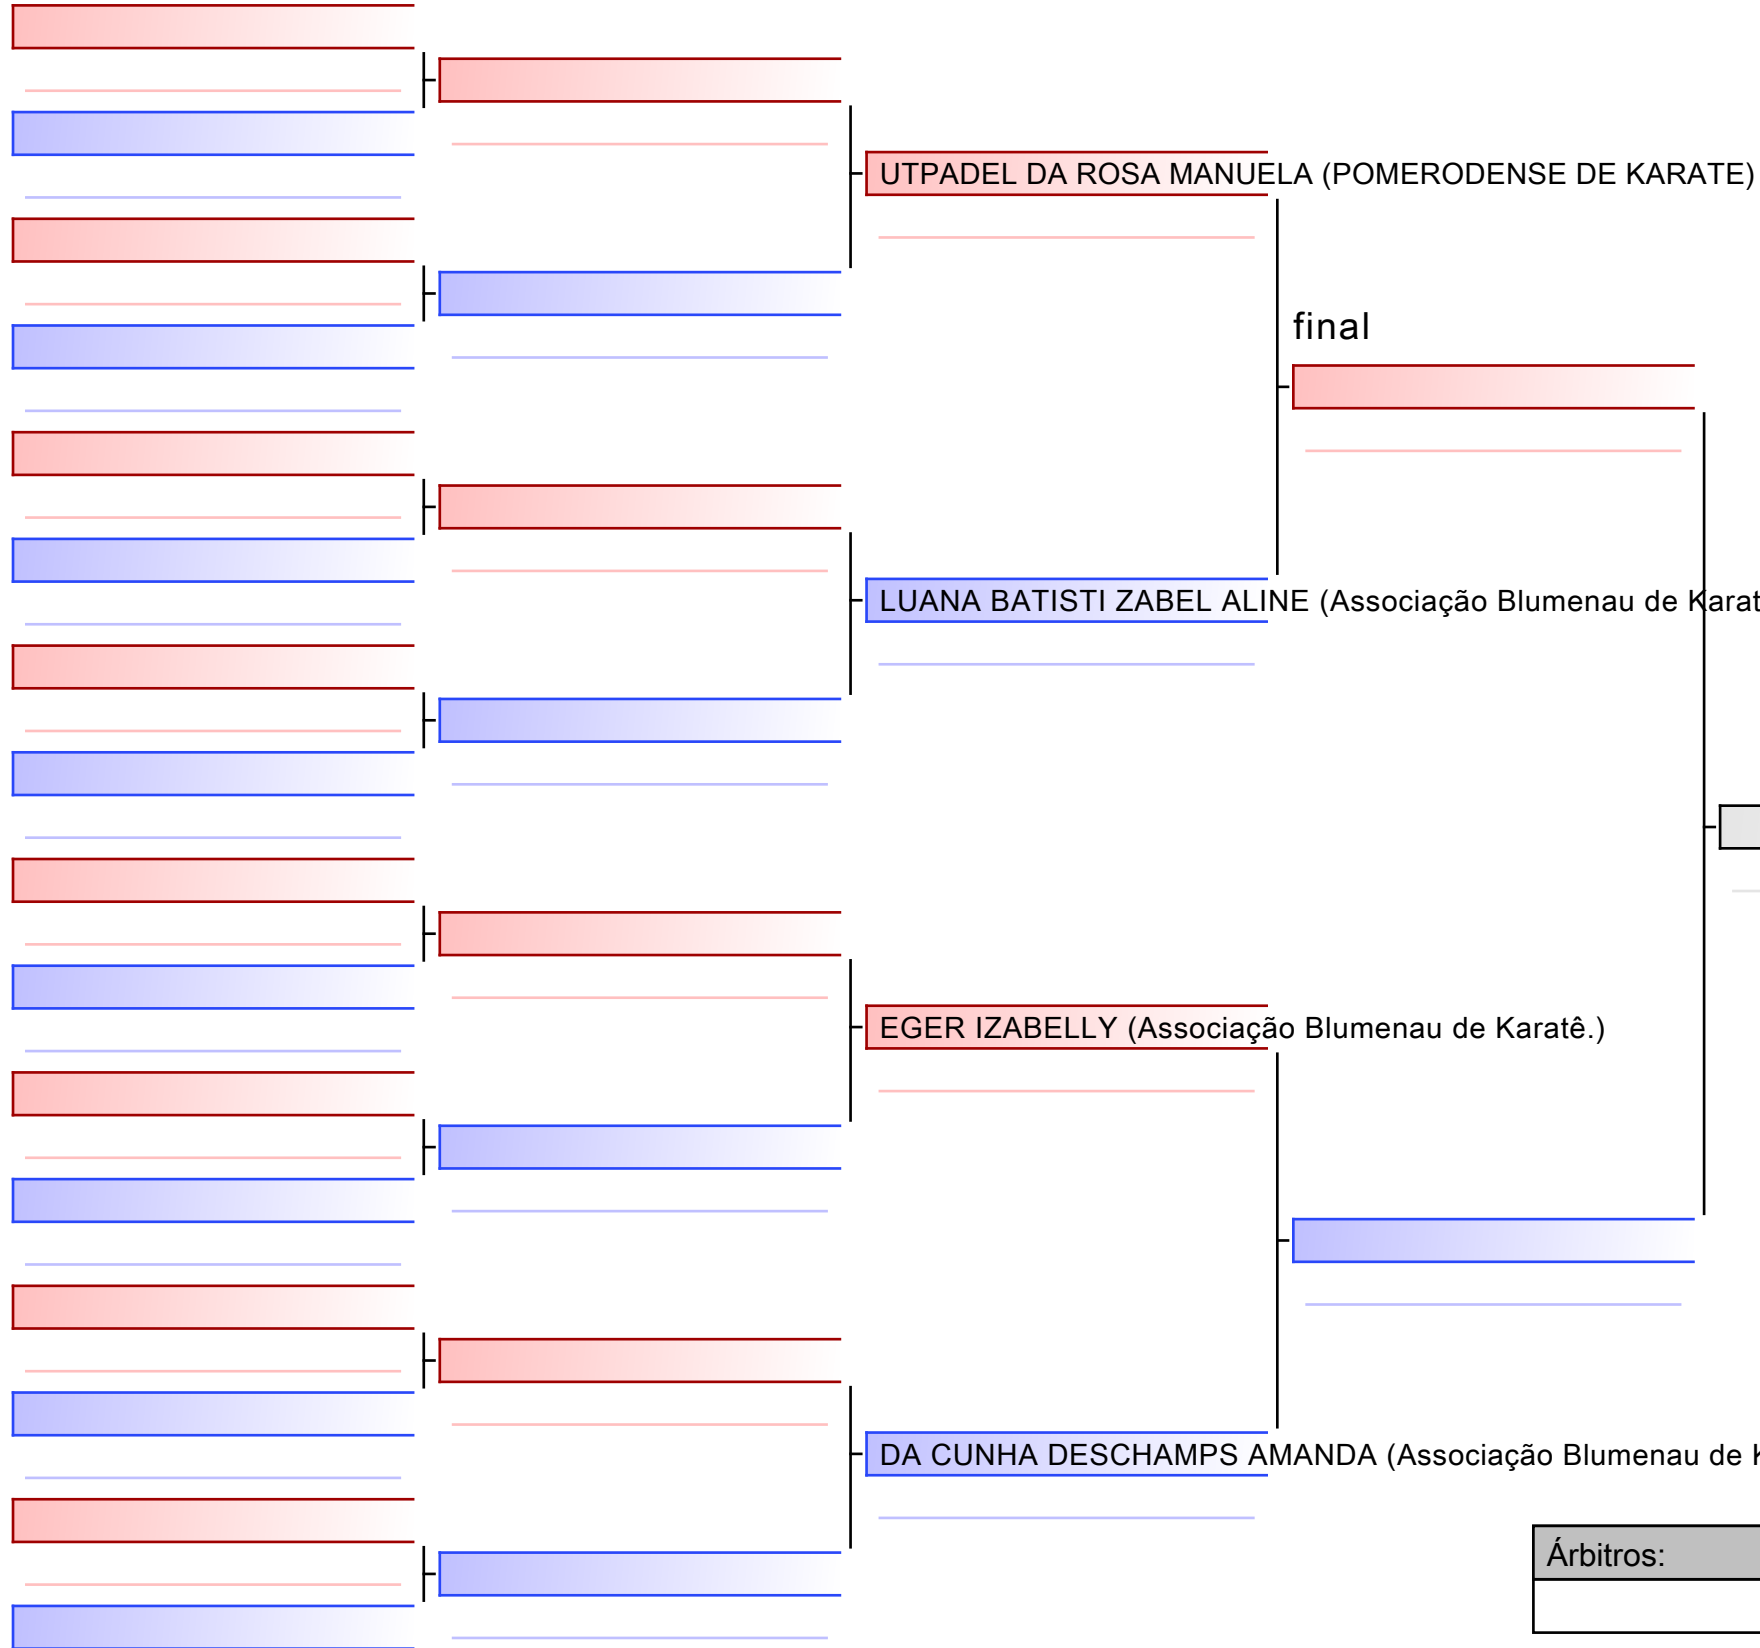 UTPADEL DA ROSA MANUELA (POMERODENSE DE KARATE)
final
LUANA BATISTI ZABEL ALINE (Associação Blumenau de Karat
EGER IZABELLY (Associação Blumenau de Karatê.)
DA CUNHA DESCHAMPS AMANDA (Associação Blumenau de
Árbitros: